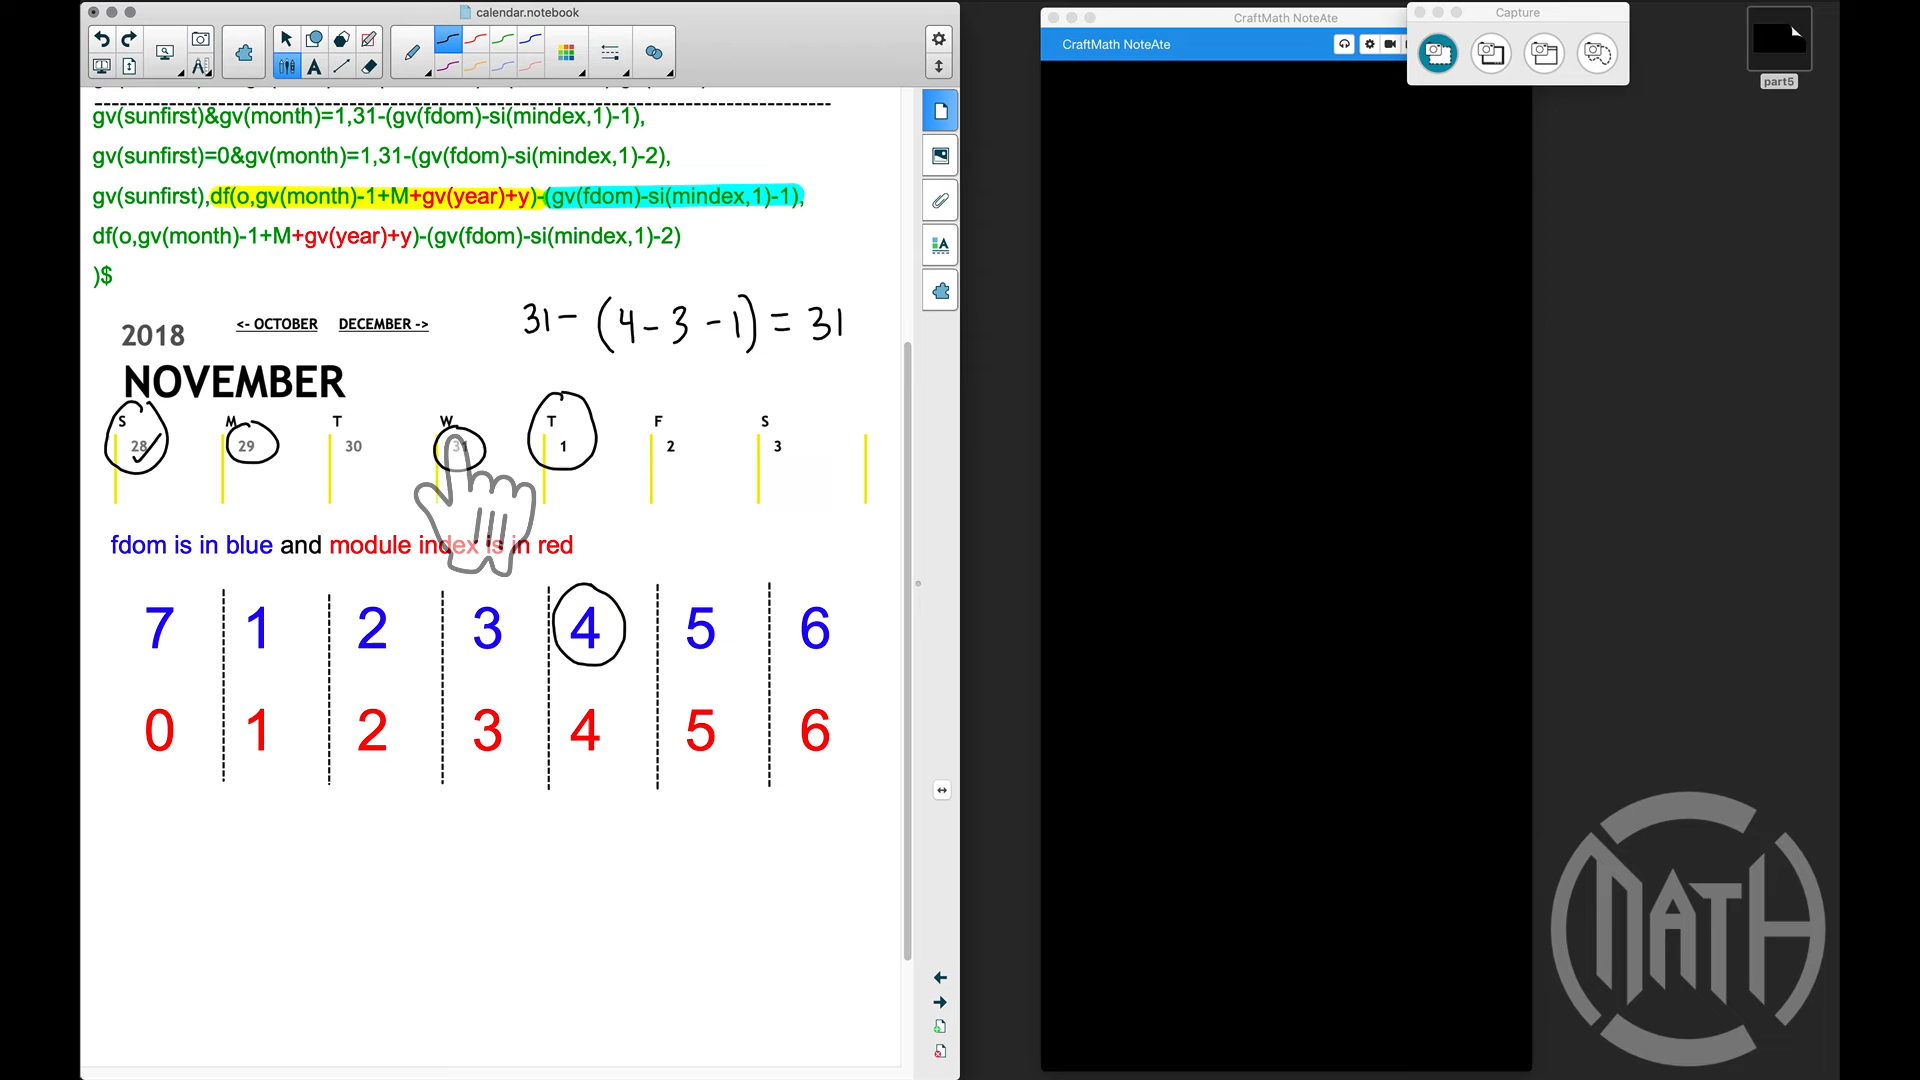 calendar.notebook
CraftMath NoteAte
Capture
CraftMath NoteAte
part5
gv(sunfirst)&gv(month)=1,31-(gv(fdom)-si(mindex,1)-1),
gv(sunfirst)=0&gv(month)=1,31-(gv(fdom)-si(mindex,1)-2),
gv(sunfirst),df(o,gv(month)-1+M+gv(year)+y)-(gv(fdom)-si(mindex,1)-1),
df(o,gv(month)-1+M+gv(year)+y)-(gv(fdom)-si(mindex,1)-2)
)$
31 - (4 - 3 - 1) = 31
2018 <- OCTOBER DECEMBER ->
NOVEMBER
S M T W T F S
28 29 30 31 1 2 3
fdom is in blue and module index is in red
7 1 2 3 4 5 6
0 1 2 3 4 5 6
MATH